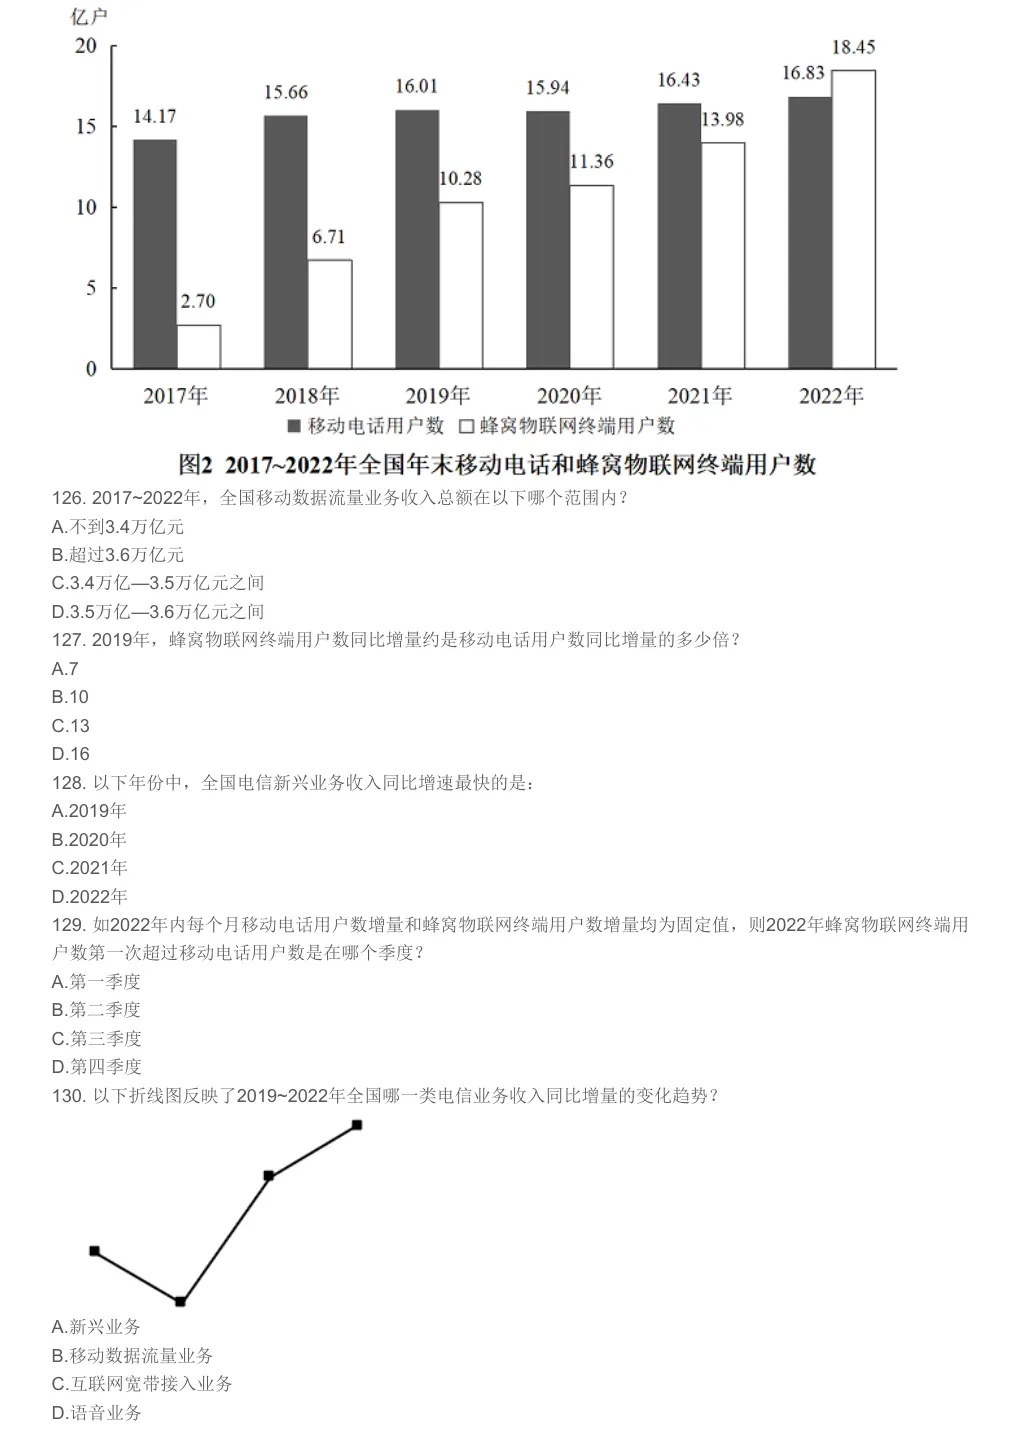 亿户
20
15
10
5
0
14.17
2.70
15.66
6.71
16.01
10.28
15.94
11.36
16.43
13.98
16.83
18.45
2017年 2018年 2019年 2020年 2021年 2022年
移动电话用户数 蜂窝物联网终端用户数
图2 2017~2022年全国年末移动电话和蜂窝物联网终端用户数
126. 2017~2022年，全国移动数据流量业务收入总额在以下哪个范围内？
A.不到3.4万亿元
B.超过3.6万亿元
C.3.4万亿—3.5万亿元之间
D.3.5万亿—3.6万亿元之间
127. 2019年，蜂窝物联网终端用户数同比增量约是移动电话用户数同比增量的多少倍？
A.7
B.10
C.13
D.16
128. 以下年份中，全国电信新兴业务收入同比增速最快的是：
A.2019年
B.2020年
C.2021年
D.2022年
129. 如2022年内每个月移动电话用户数增量和蜂窝物联网终端用户数增量均为固定值，则2022年蜂窝物联网终端用
户数第一次超过移动电话用户数是在哪个季度？
A.第一季度
B.第二季度
C.第三季度
D.第四季度
130. 以下折线图反映了2019~2022年全国哪一类电信业务收入同比增量的变化趋势？
A.新兴业务
B.移动数据流量业务
C.互联网宽带接入业务
D.语音业务